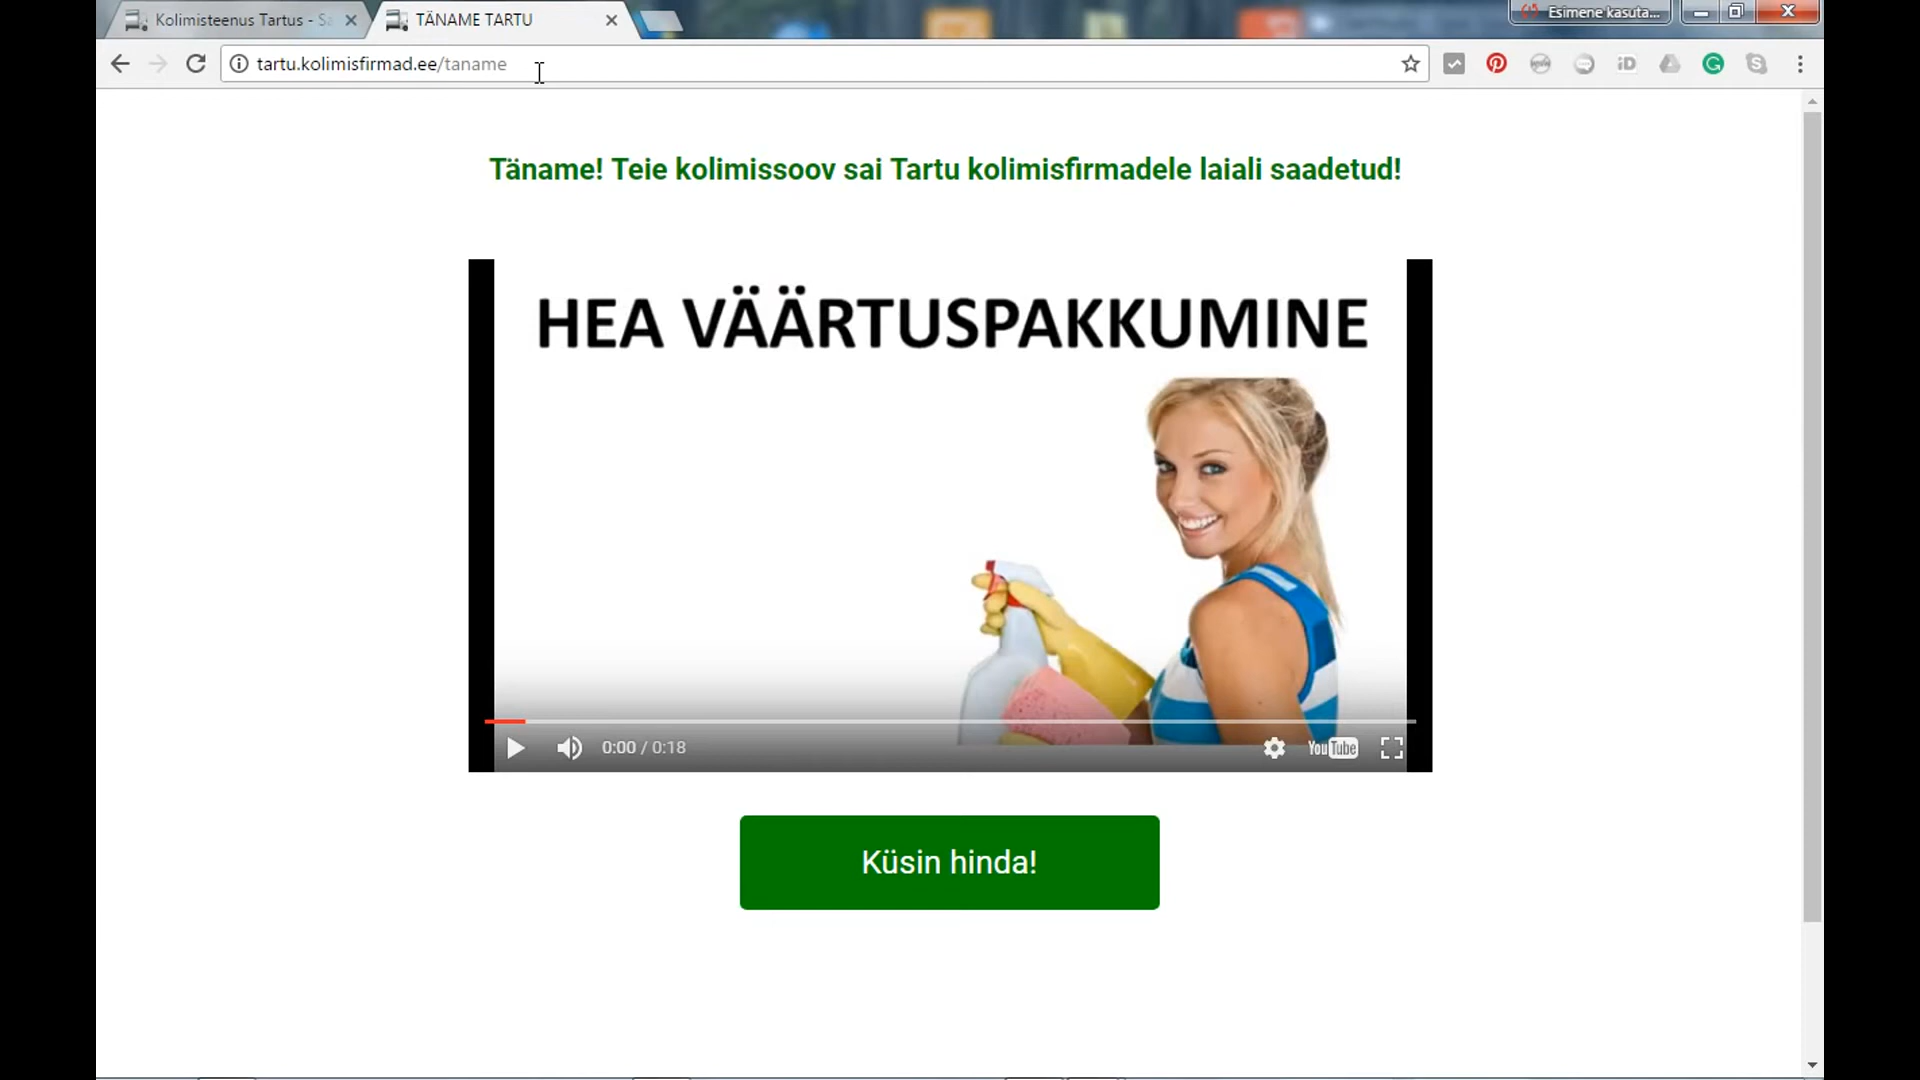 Kolimisteenus Tartus - Sa
TÄNAME TARTU
Esimene kasuta...
tartu.kolimisfirmad.ee/taname
Täname! Teie kolimissoov sai Tartu kolimisfirmadele laiali saadetud!
HEA VÄÄRTUSPAKKUMINE
0:00 / 0:18
YouTube
Küsin hinda!